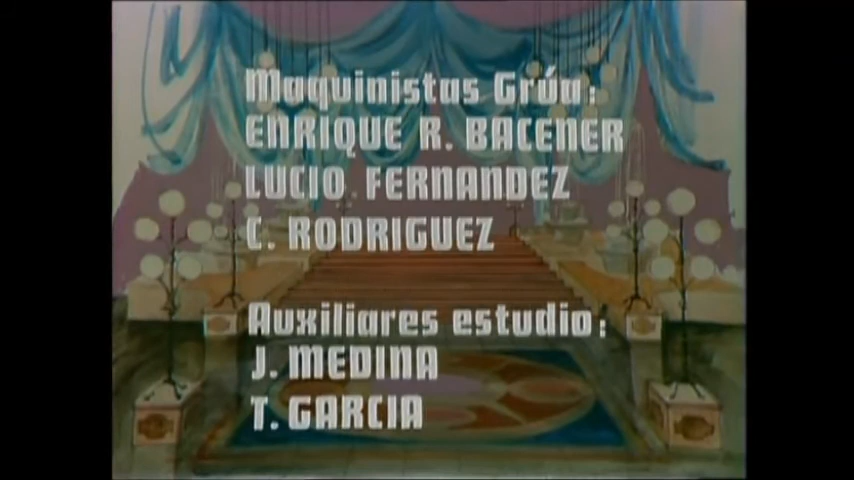 Maquinistas Grúa:
ENRIQUE R. BACENER
LUCIO FERNANDEZ
C. RODRIGUEZ
Auxiliares estudio:
J. MEDINA
T. GARCIA